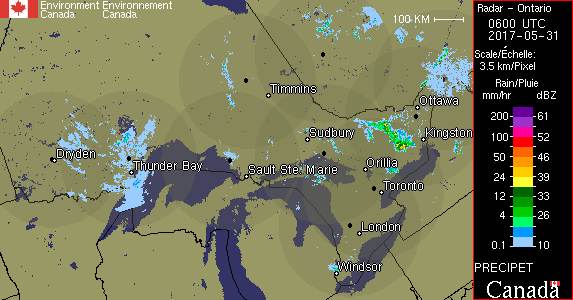 Environment Environnement
Canada Canada
100 KM
Timmins
Ottawa
Sudbury
Kingston
Dryden
Thunder Bay
Sault Ste. Marie
Orillia
Toronto
London
Windsor
Radar - Ontario
0600 UTC
2017-05-31
Scale/Échelle:
3.5 km/Pixel
Rain/Pluie
mm/hr dBZ
200 61
100 52
50 46
24 39
12 33
4 26
0.1 10
PRECIPET
Canada